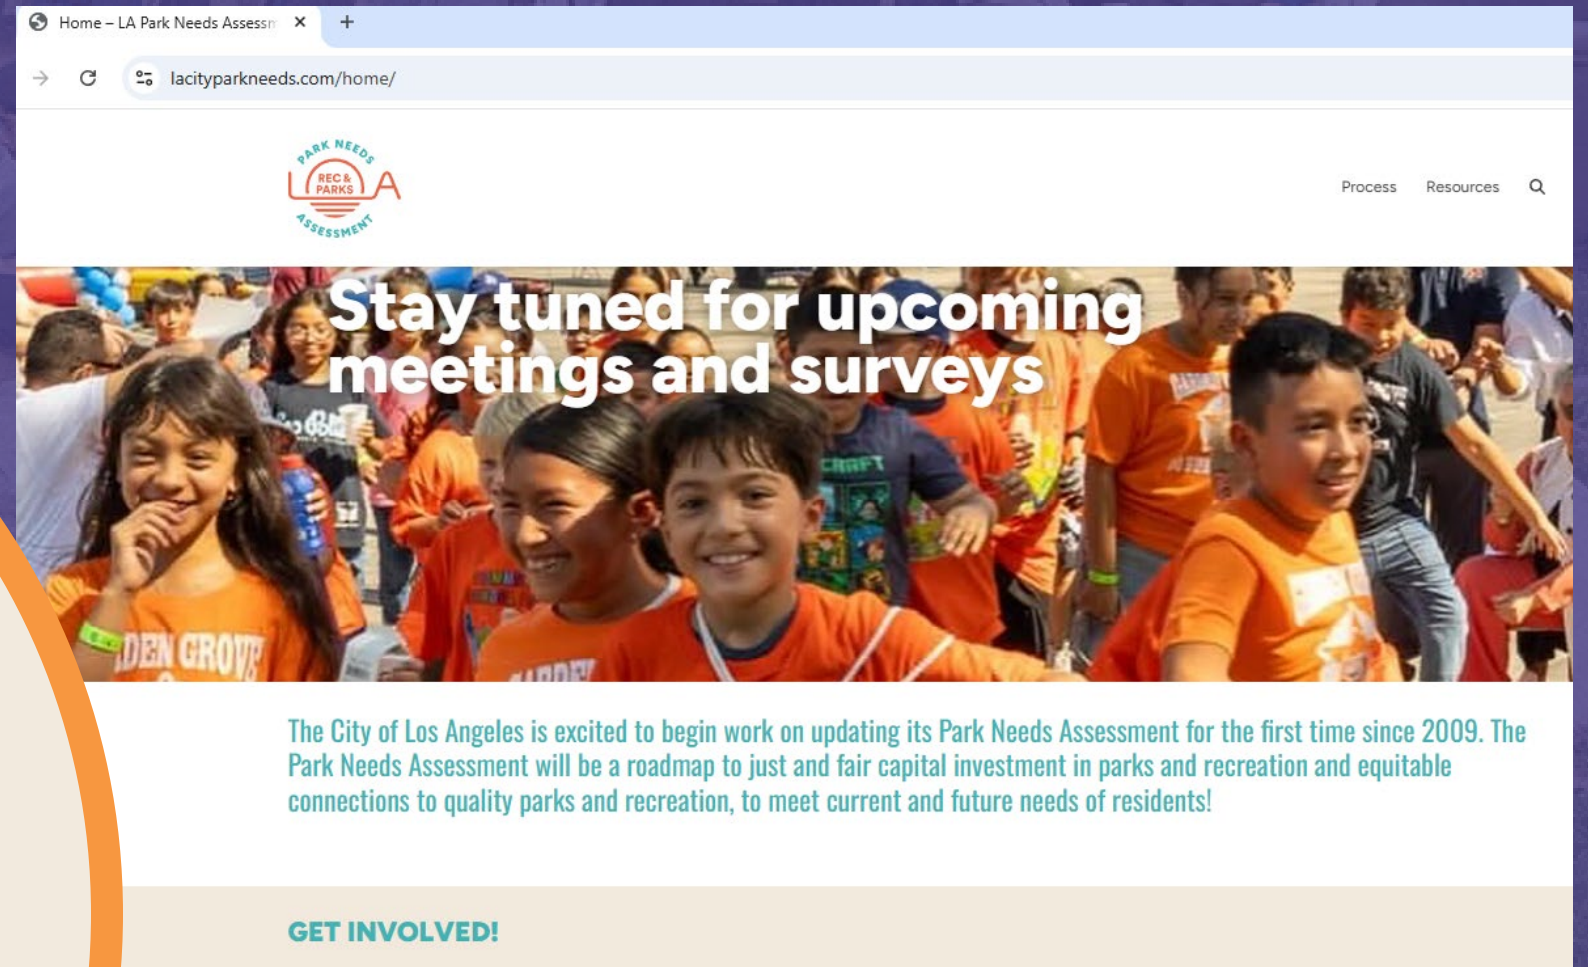 Home – LA Park Needs Assessm
lacityparkneeds.com/home/
PARK NEEDS
LA
REC &
PARKS
ASSESSMENT
Process Resources
Stay tuned for upcoming
meetings and surveys
CRAFT
DEN GROVE
The City of Los Angeles is excited to begin work on updating its Park Needs Assessment for the first time since 2009. The
Park Needs Assessment will be a roadmap to just and fair capital investment in parks and recreation and equitable
connections to quality parks and recreation, to meet current and future needs of residents!
GET INVOLVED!